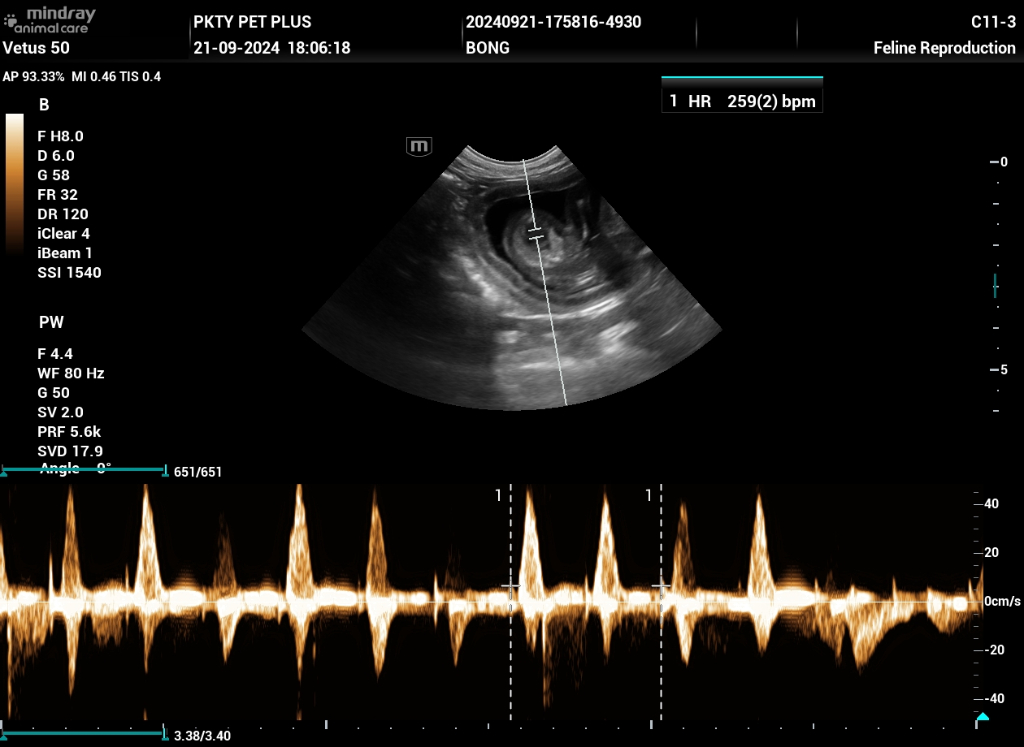 mindray
animalcare
Vetus 50
PKTY PET PLUS
21-09-2024 18:06:18
20240921-175816-4930
BONG
C11-3
Feline Reproduction
AP 93.33% MI 0.46 TIS 0.4
1 HR 259(2) bpm
B
F H8.0
D 6.0
G 58
FR 32
DR 120
iClear 4
iBeam 1
SSI 1540
m
0
5
PW
F 4.4
WF 80 Hz
G 50
SV 2.0
PRF 5.6k
SVD 17.9
Angle 0°
651/651
1
1
40
20
0cm/s
-20
-40
3.38/3.40